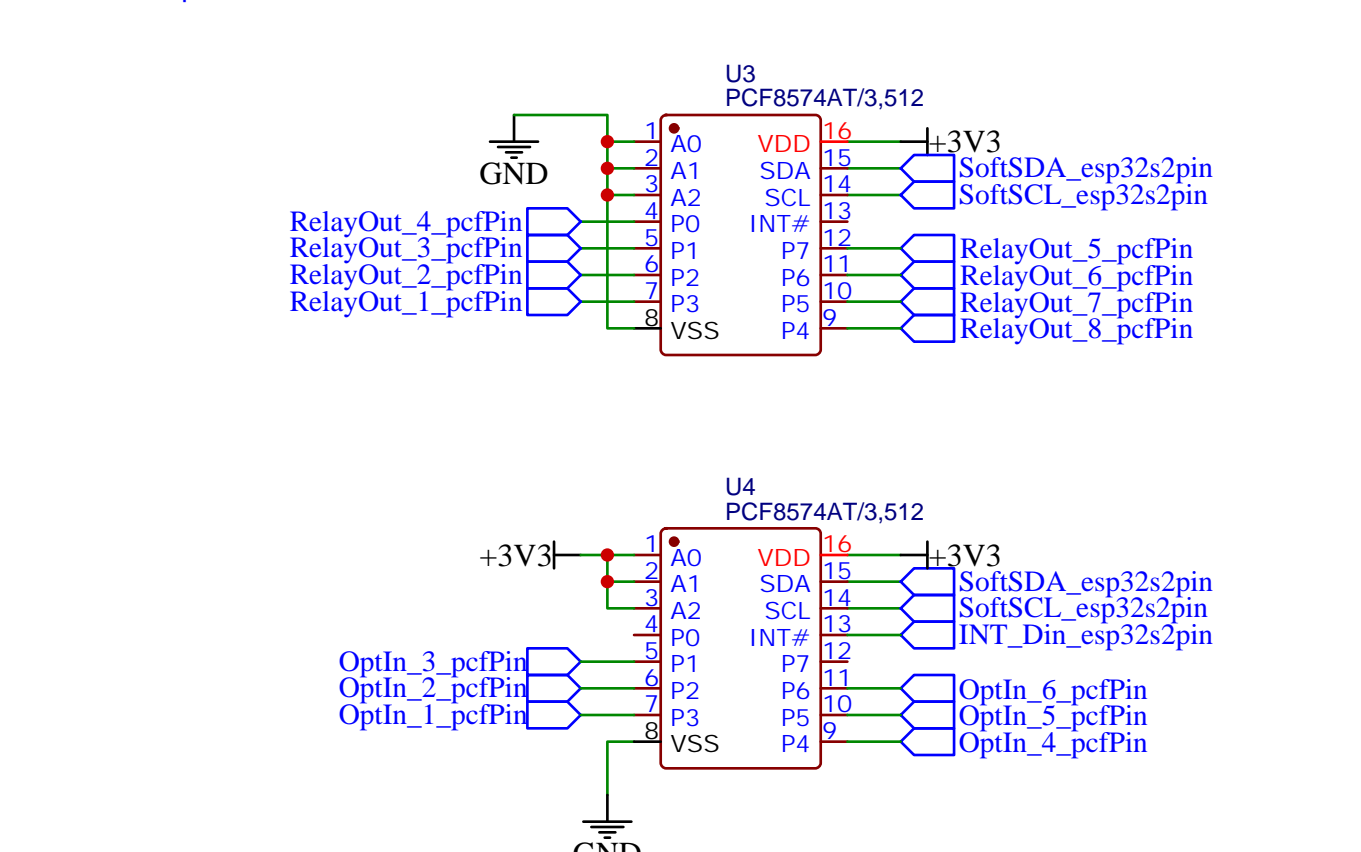 U3
PCF8574AT/3,512
1 A0 VDD 16 +3V3
2 A1 SDA 15 SoftSDA_esp32s2pin
GND
3 A2 SCL 14 SoftSCL_esp32s2pin
RelayOut_4_pcfPin 4 P0 INT# 13
RelayOut_3_pcfPin 5 P1 P7 12 RelayOut_5_pcfPin
RelayOut_2_pcfPin 6 P2 P6 11 RelayOut_6_pcfPin
RelayOut_1_pcfPin 7 P3 P5 10 RelayOut_7_pcfPin
8 VSS P4 9 RelayOut_8_pcfPin
U4
PCF8574AT/3,512
+3V3 1 A0 VDD 16 +3V3
2 A1 SDA 15 SoftSDA_esp32s2pin
3 A2 SCL 14 SoftSCL_esp32s2pin
4 P0 INT# 13 INT_Din_esp32s2pin
OptIn_3_pcfPin 5 P1 P7 12
OptIn_2_pcfPin 6 P2 P6 11 OptIn_6_pcfPin
OptIn_1_pcfPin 7 P3 P5 10 OptIn_5_pcfPin
8 VSS P4 9 OptIn_4_pcfPin
GND